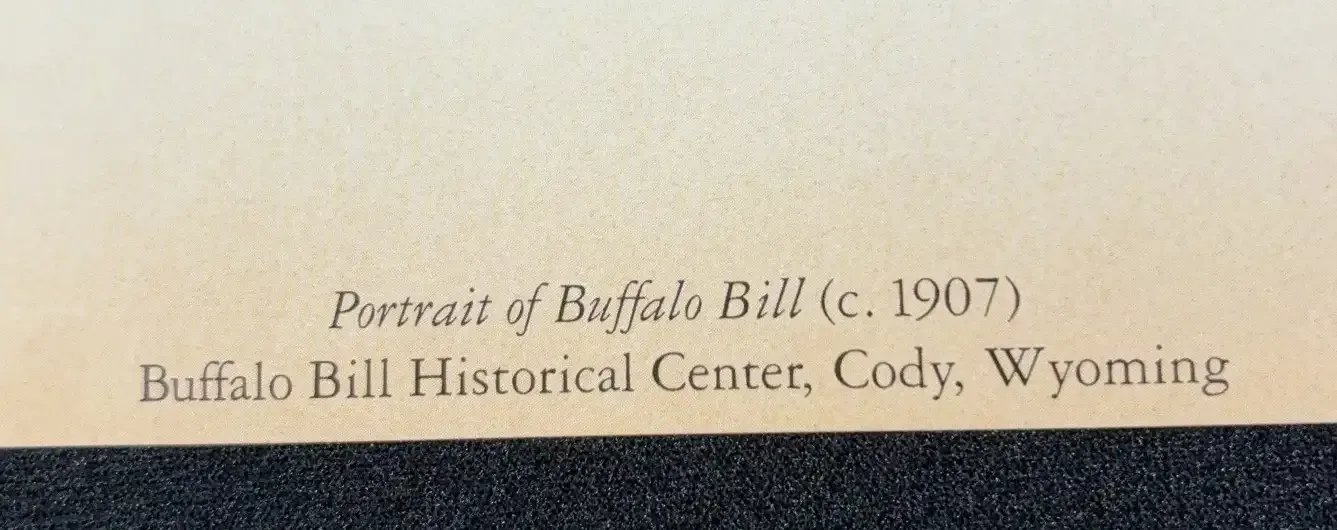 Portrait of Buffalo Bill (c. 1907)
Buffalo Bill Historical Center, Cody, Wyoming